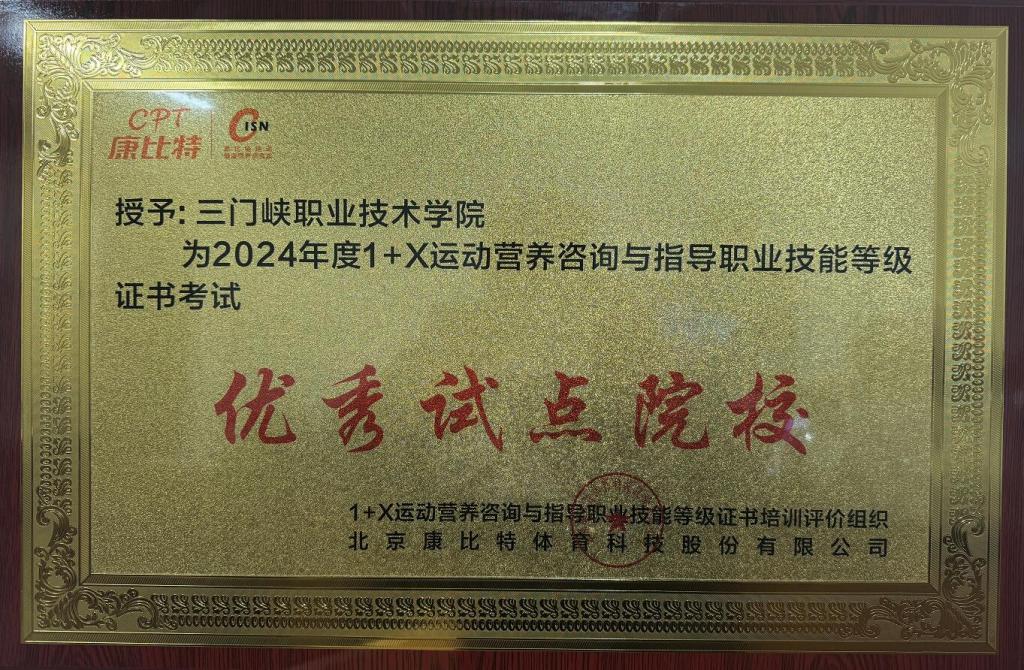 CPT
康比特
CISN
授予: 三门峡职业技术学院
为2024年度1+X运动营养咨询与指导职业技能等级
证书考试
优秀试点院校
1+X运动营养咨询与指导职业技能等级证书培训评价组织
北京康比特体育科技股份有限公司